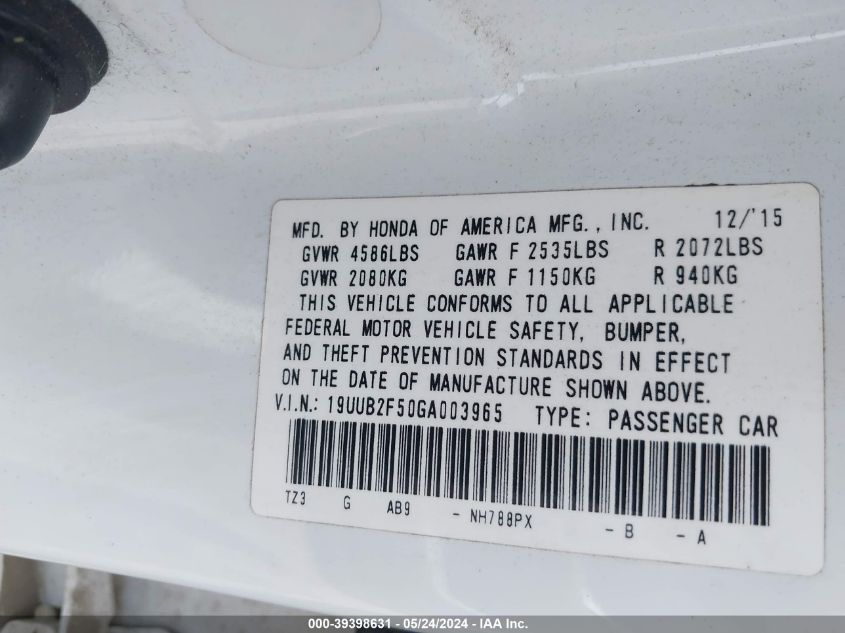 MFD. BY HONDA OF AMERICA MFG., INC. 12/'15
GVWR 4586LBS GAWR F 2535LBS R 2072LBS
GVWR 2080KG GAWR F 1150KG R 940KG
THIS VEHICLE CONFORMS TO ALL APPLICABLE
FEDERAL MOTOR VEHICLE SAFETY, BUMPER,
AND THEFT PREVENTION STANDARDS IN EFFECT
ON THE DATE OF MANUFACTURE SHOWN ABOVE.
V.I.N.: 19UUB2F50GA003965 TYPE: PASSENGER CAR
TZ3 G AB9 - NH788PX - B - A
000-39398631 - 05/24/2024 - IAA Inc.